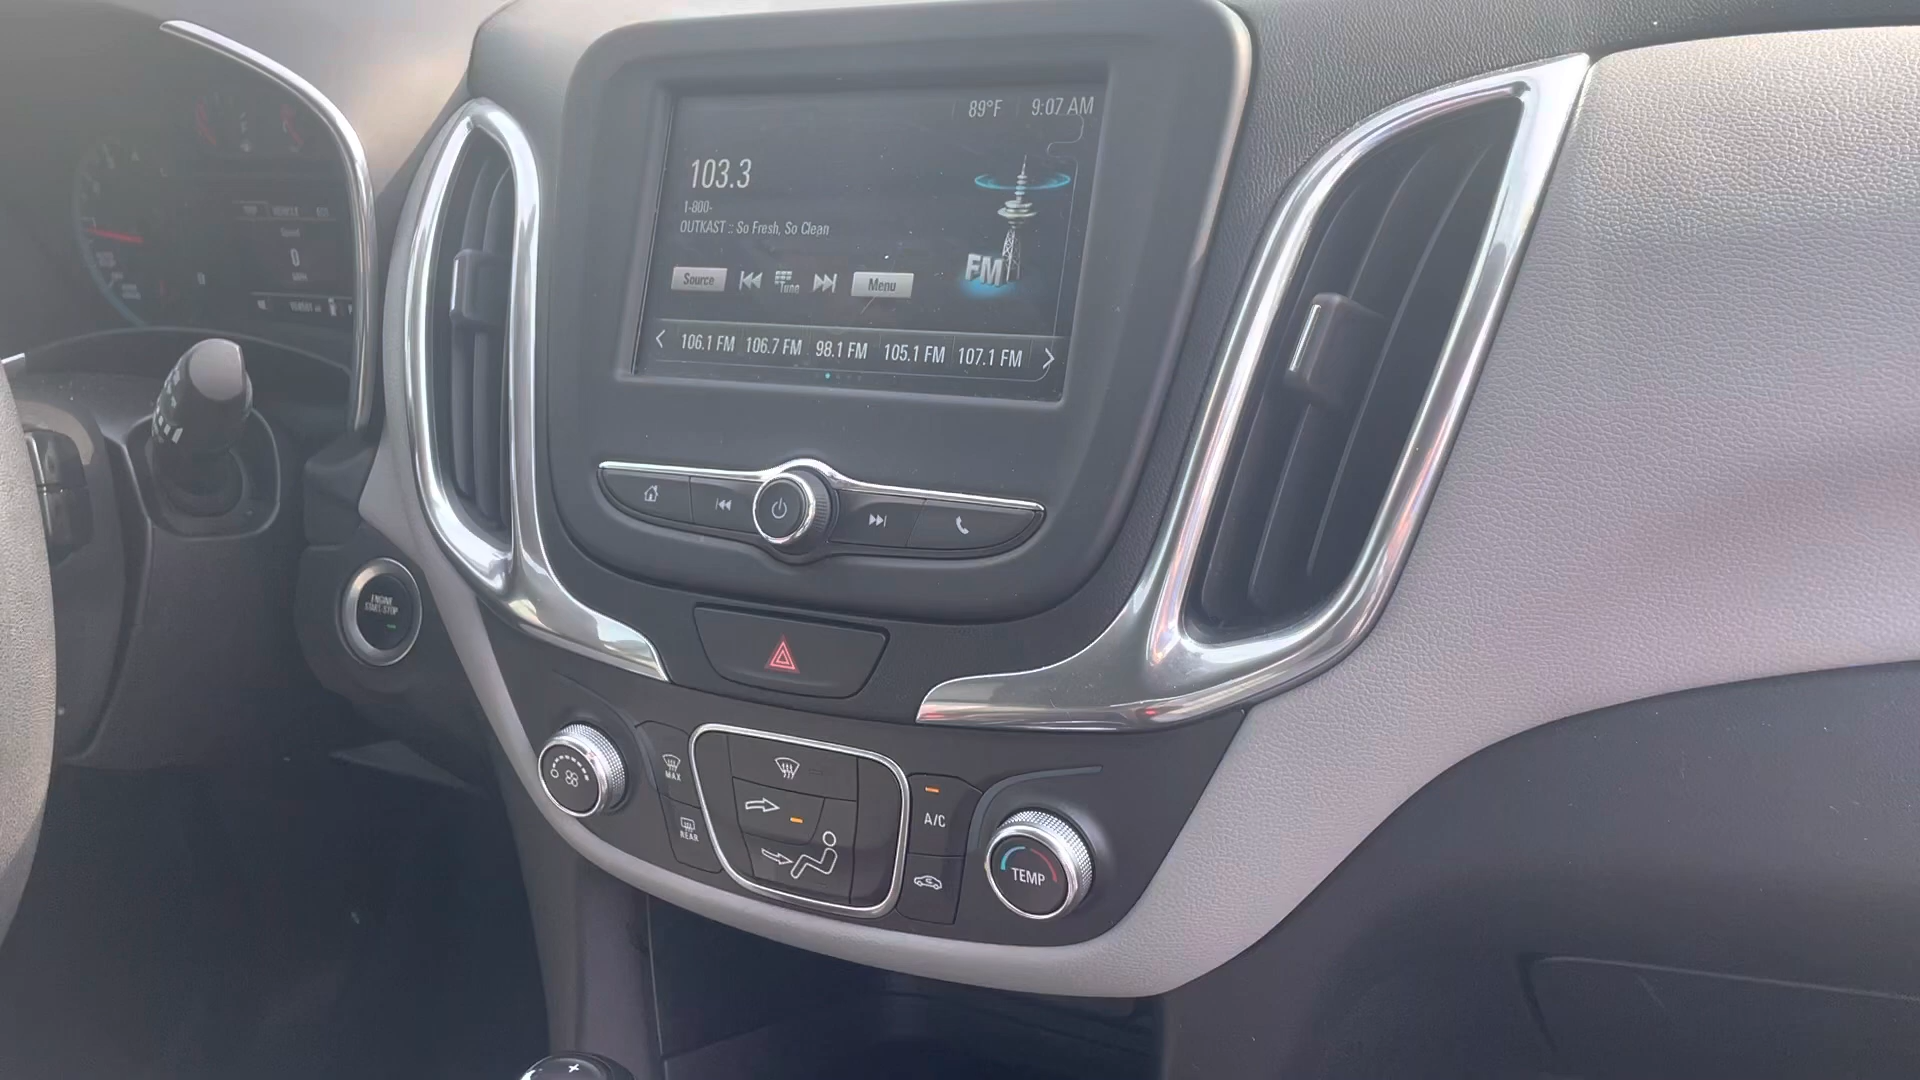 89°F 9:07 AM
103.3
1-800-
OUTKAST :: So Fresh, So Clean
Source Tune Menu
FM
106.1 FM 106.7 FM 98.1 FM 105.1 FM 107.1 FM
Speed
0
ENGINE
START/STOP
MAX
REAR
A/C
TEMP
+